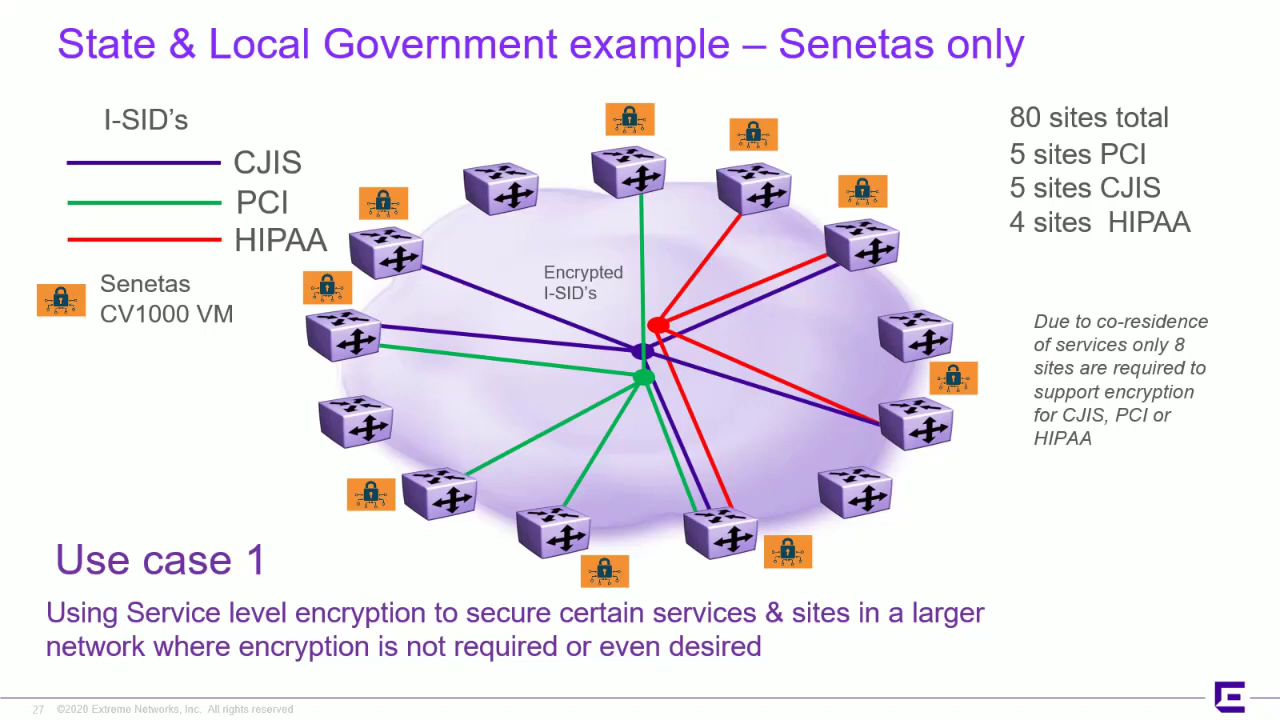 State & Local Government example – Senetas only
I-SID's
CJIS
PCI
HIPAA
Senetas
CV1000 VM
Encrypted
I-SID's
80 sites total
5 sites PCI
5 sites CJIS
4 sites HIPAA
Due to co-residence
of services only 8
sites are required to
support encryption
for CJIS, PCI or
HIPAA
Use case 1
Using Service level encryption to secure certain services & sites in a larger
network where encryption is not required or even desired
27 ©2020 Extreme Networks, Inc. All rights reserved